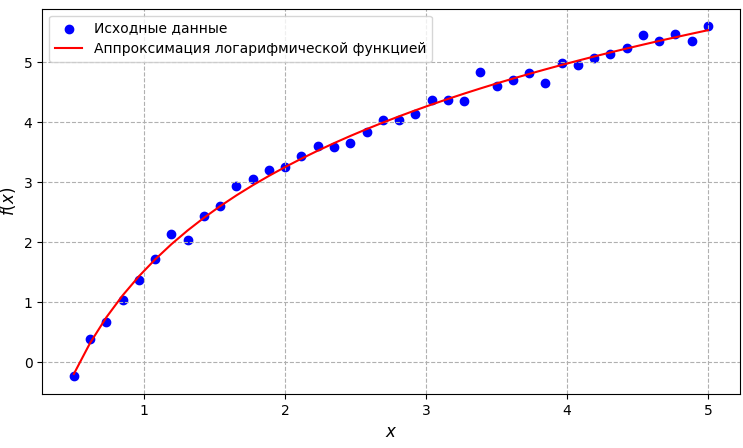 Исходные данные
Аппроксимация логарифмической функцией
f(x)
5
4
3
2
1
0
1 2 3 4 5
x